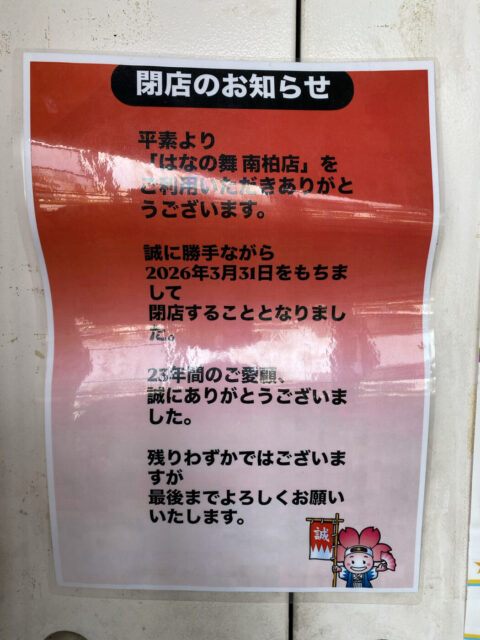 閉店のお知らせ
平素より
「はなの舞 南柏店」を
ご利用いただきありがと
うございます。
誠に勝手ながら
2026年3月31日をもちま
して
閉店することとなりまし
た。
23年間のご愛顧、
誠にありがとうございま
した。
残りわずかではございま
すが
最後までよろしくお願い
いたします。
誠